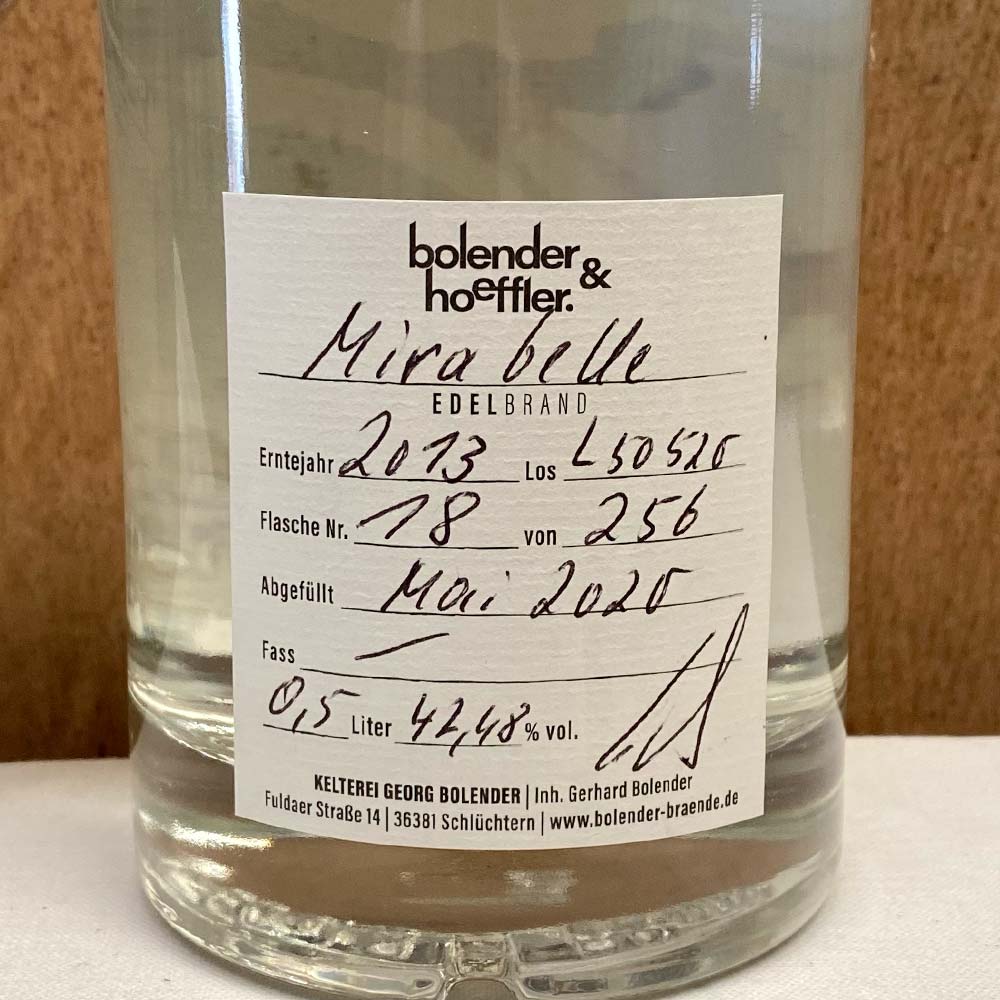 bolender &
hoeffler.
Mirabelle
EDELBRAND
Erntejahr 2013 Los L50520
Flasche Nr. 18 von 256
Abgefüllt Mai 2020
Fass –
0,5 Liter 42,48 % vol.
KELTEREI GEORG BOLENDER | Inh. Gerhard Bolender
Fuldaer Straße 14 | 36381 Schlüchtern | www.bolender-braende.de